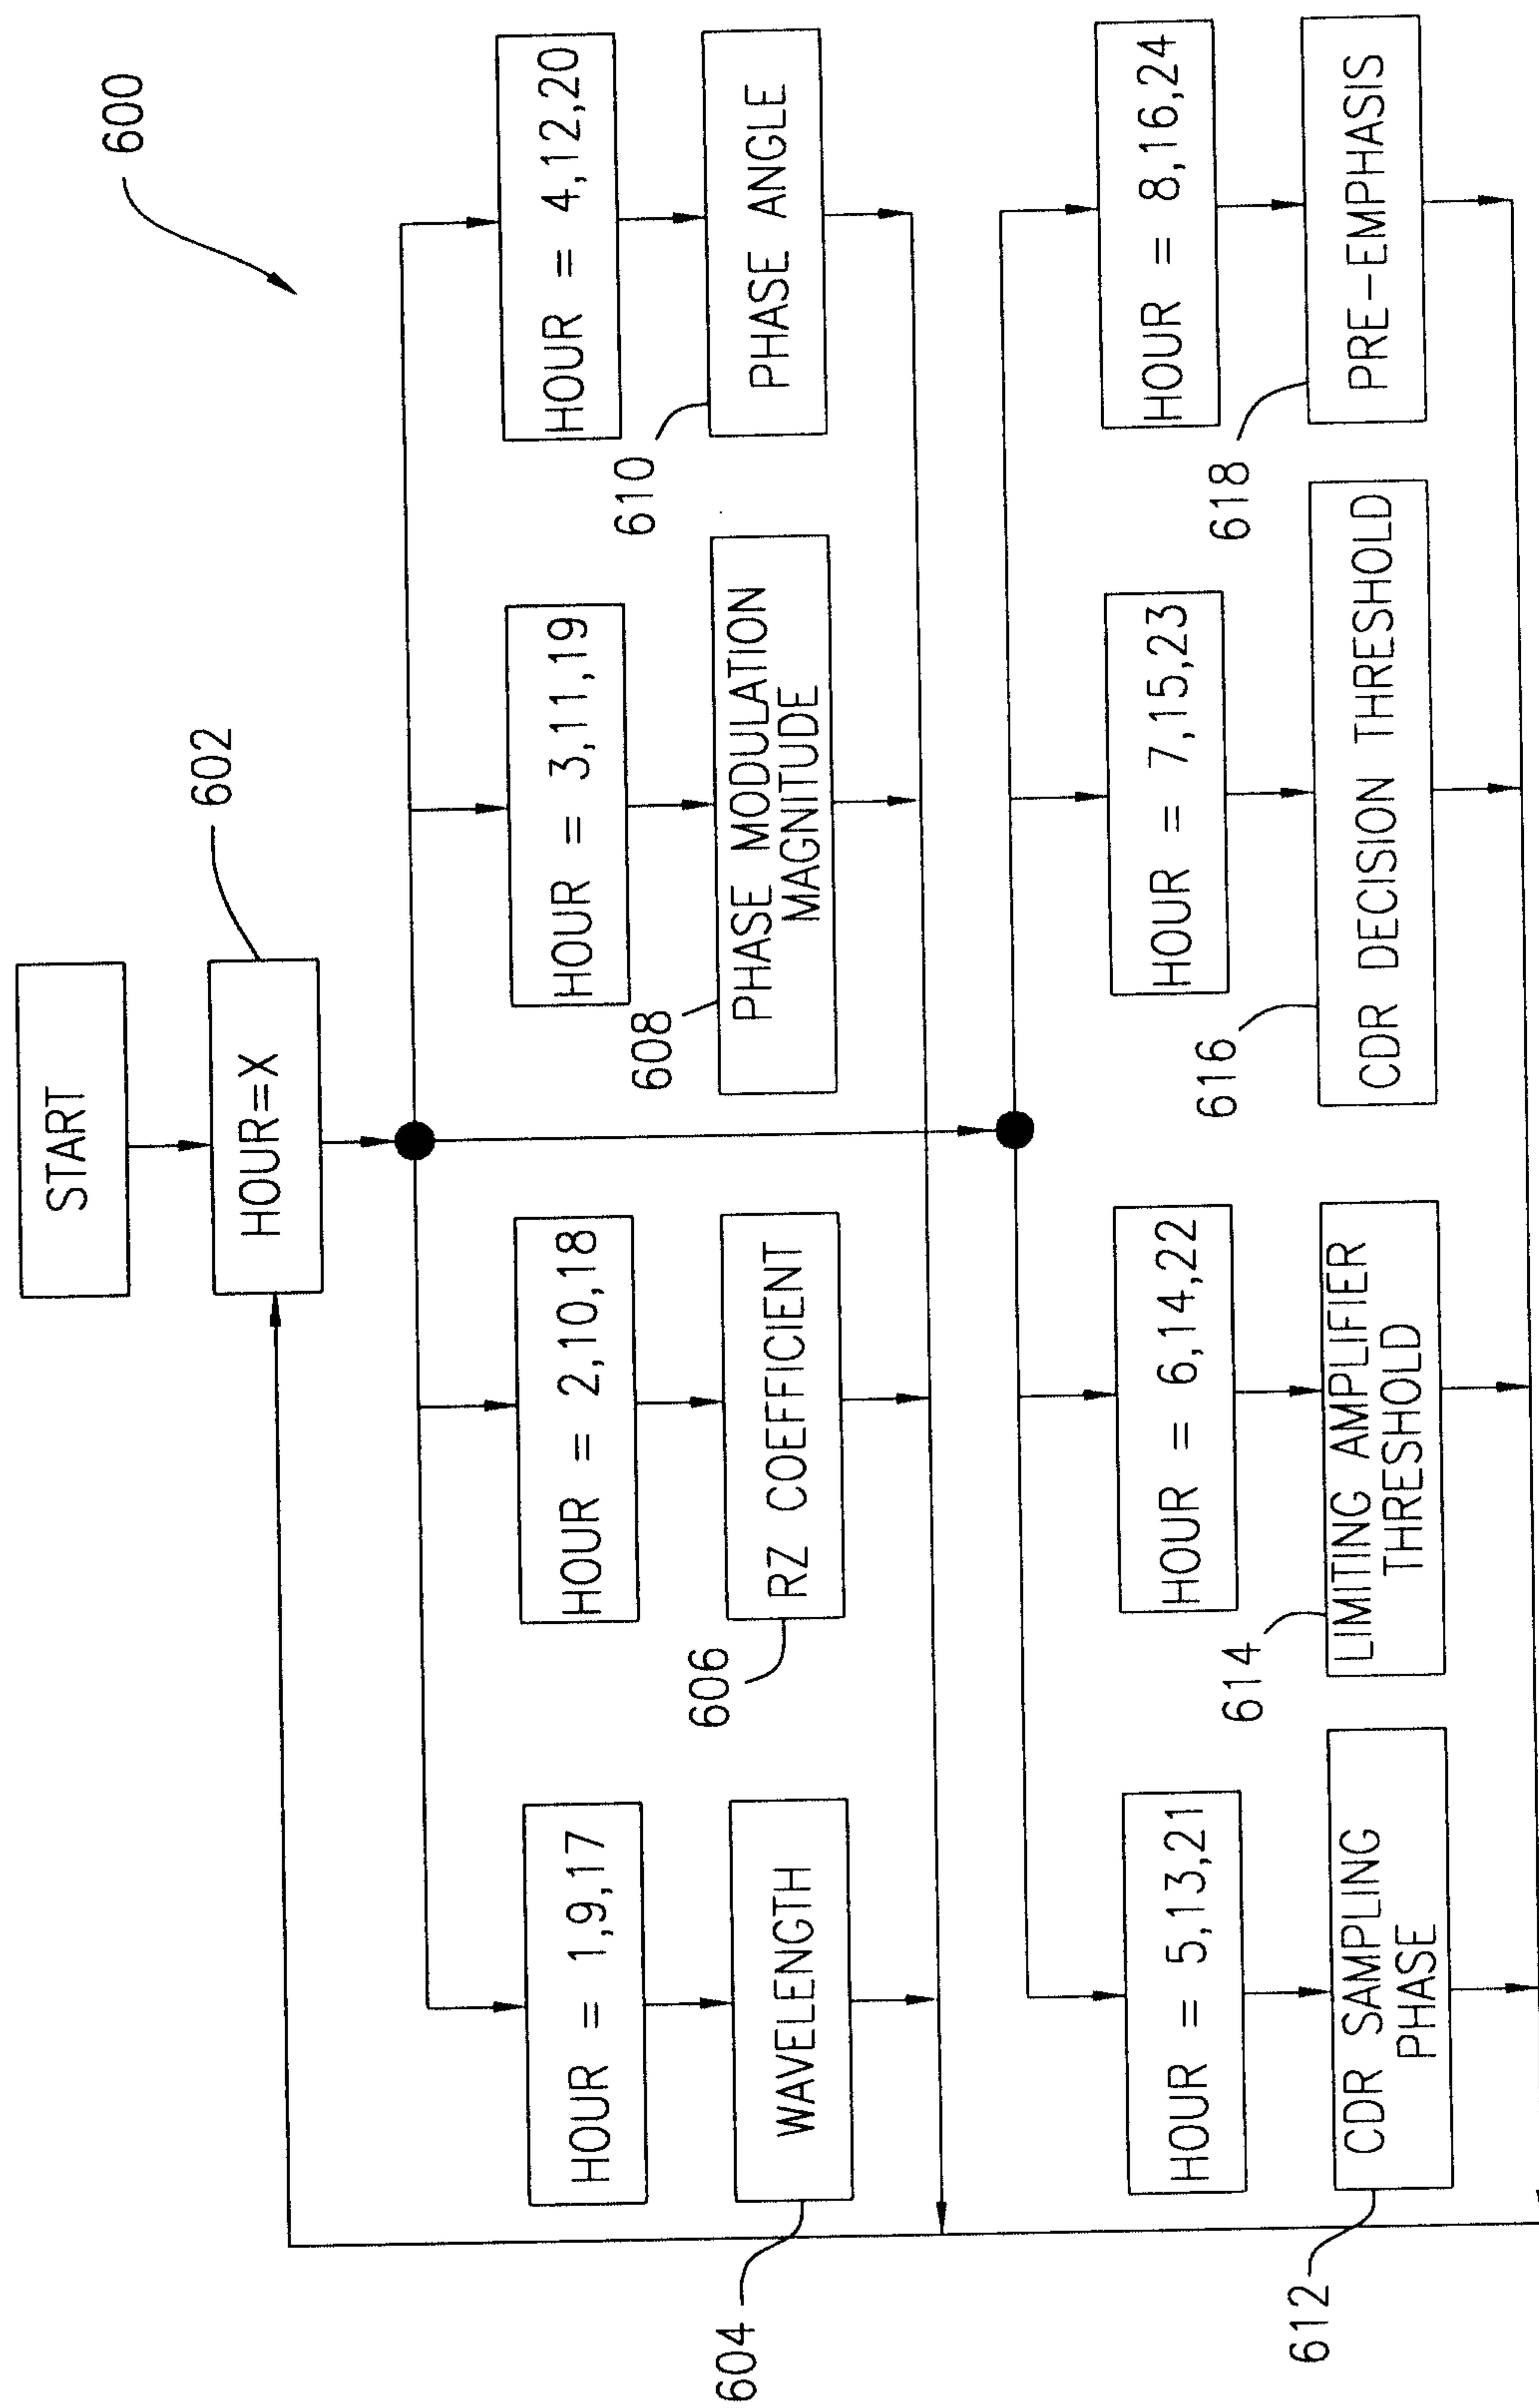 600
START
HOUR=X
602
HOUR = 1,9,17
HOUR = 2,10,18
HOUR = 3,11,19
HOUR = 4,12,20
604
WAVELENGTH
606
RZ COEFFICIENT
608
PHASE MODULATION
MAGNITUDE
610
PHASE ANGLE
HOUR = 5,13,21
HOUR = 6,14,22
HOUR = 7,15,23
HOUR = 8,16,24
612
CDR SAMPLING
PHASE
614
LIMITING AMPLIFIER
THRESHOLD
616
CDR DECISION THRESHOLD
618
PRE-EMPHASIS